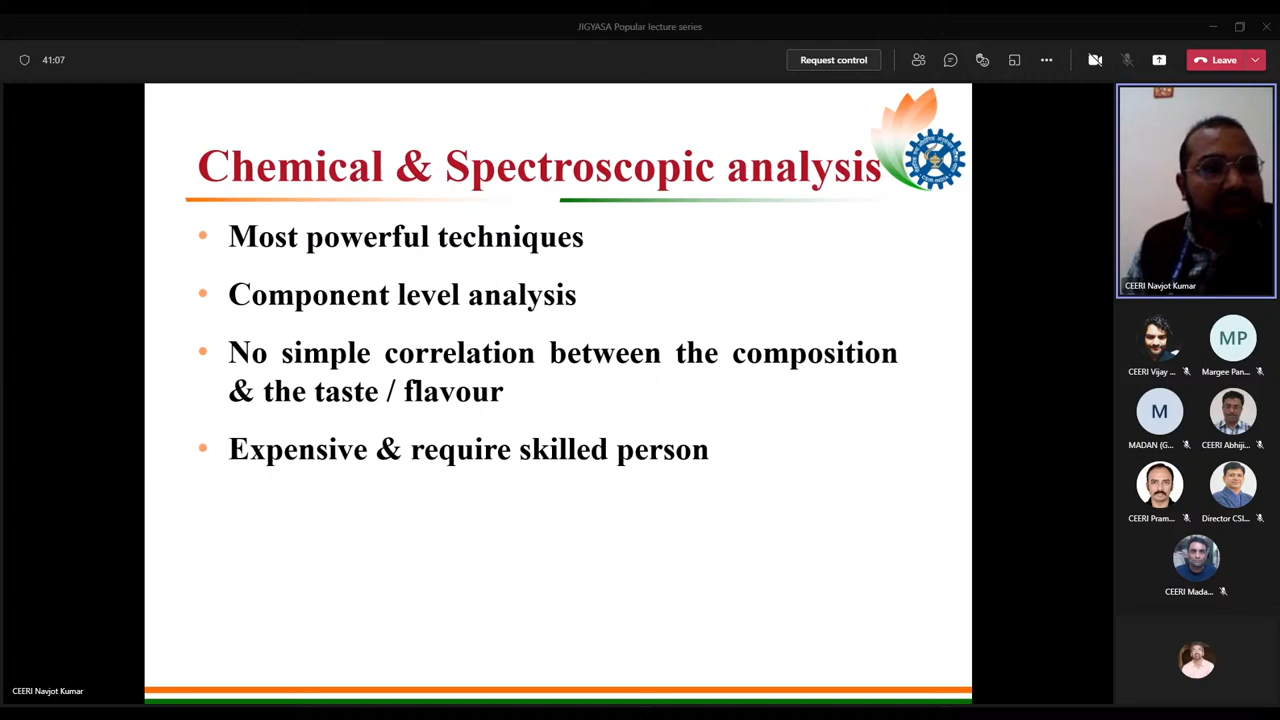 JIGYASA Popular lecture series
41:07
Request control
Leave
Chemical & Spectroscopic analysis
• Most powerful techniques
• Component level analysis
• No simple correlation between the composition
& the taste / flavour
• Expensive & require skilled person
CEERI Navjot Kumar
CEERI Navjot Kumar
MP
CEERI Vijay ...
Margee Pan...
M
MADAN (G...
CEERI Abhiji...
CEERI Pram...
Director CSI...
CEERI Mada...